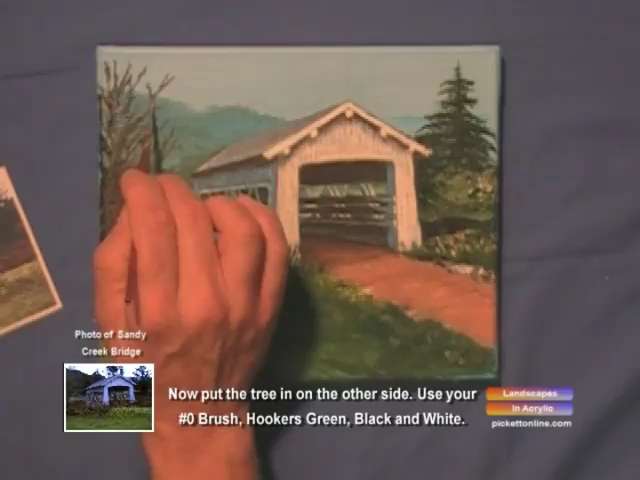 Photo of Sandy
Creek Bridge
Now put the tree in on the other side. Use your
#0 Brush, Hookers Green, Black and White.
Landscapes
In Acrylic
pickettonline.com